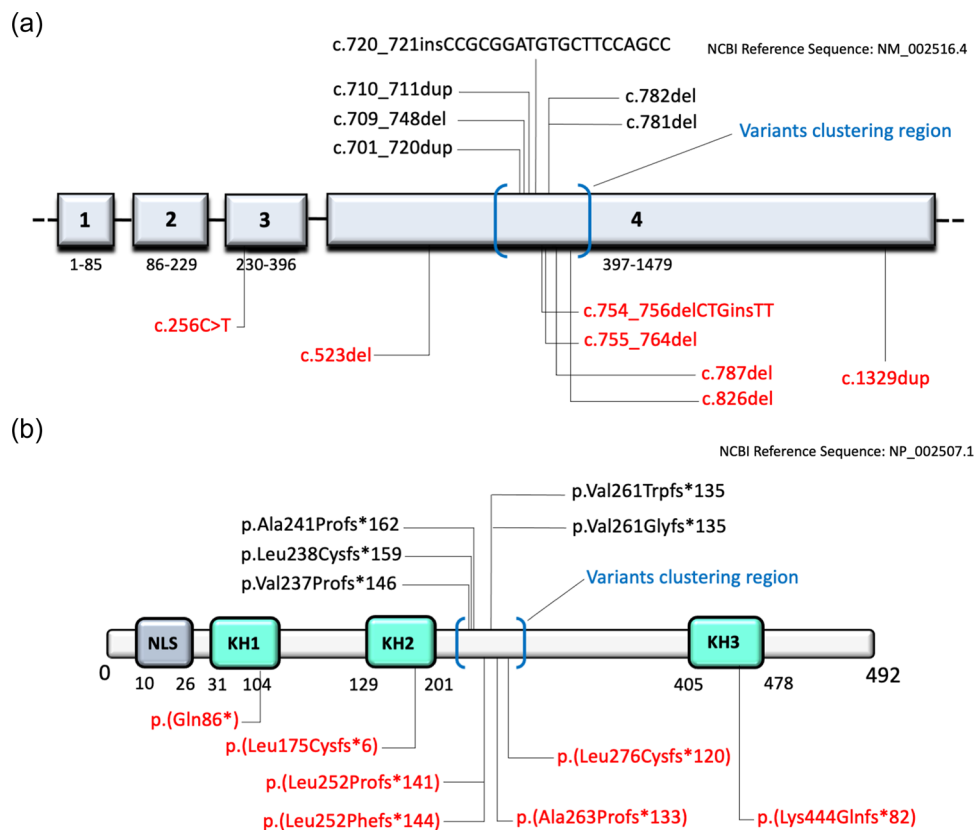 (a)
c.720_721insCCGCGGATGTGCTTCCAGCC
NCBI Reference Sequence: NM_002516.4
c.710_711dup
c.782del
c.709_748del
c.781del
Variants clustering region
c.701_720dup
1
2
3
4
1-85
86-229
230-396
397-1479
c.256C>T
c.754_756delCTGinsTT
c.523del
c.755_764del
c.787del
c.1329dup
c.826del
(b)
NCBI Reference Sequence: NP_002507.1
p.Val261Trpfs*135
p.Ala241Profs*162
p.Val261Glyfs*135
p.Leu238Cysfs*159
p.Val237Profs*146
Variants clustering region
NLS
KH1
KH2
KH3
0
10
26
31
104
129
201
405
478
492
p.(Gln86*)
p.(Leu175Cysfs*6)
p.(Leu276Cysfs*120)
p.(Leu252Profs*141)
p.(Leu252Phefs*144)
p.(Ala263Profs*133)
p.(Lys444Glnfs*82)